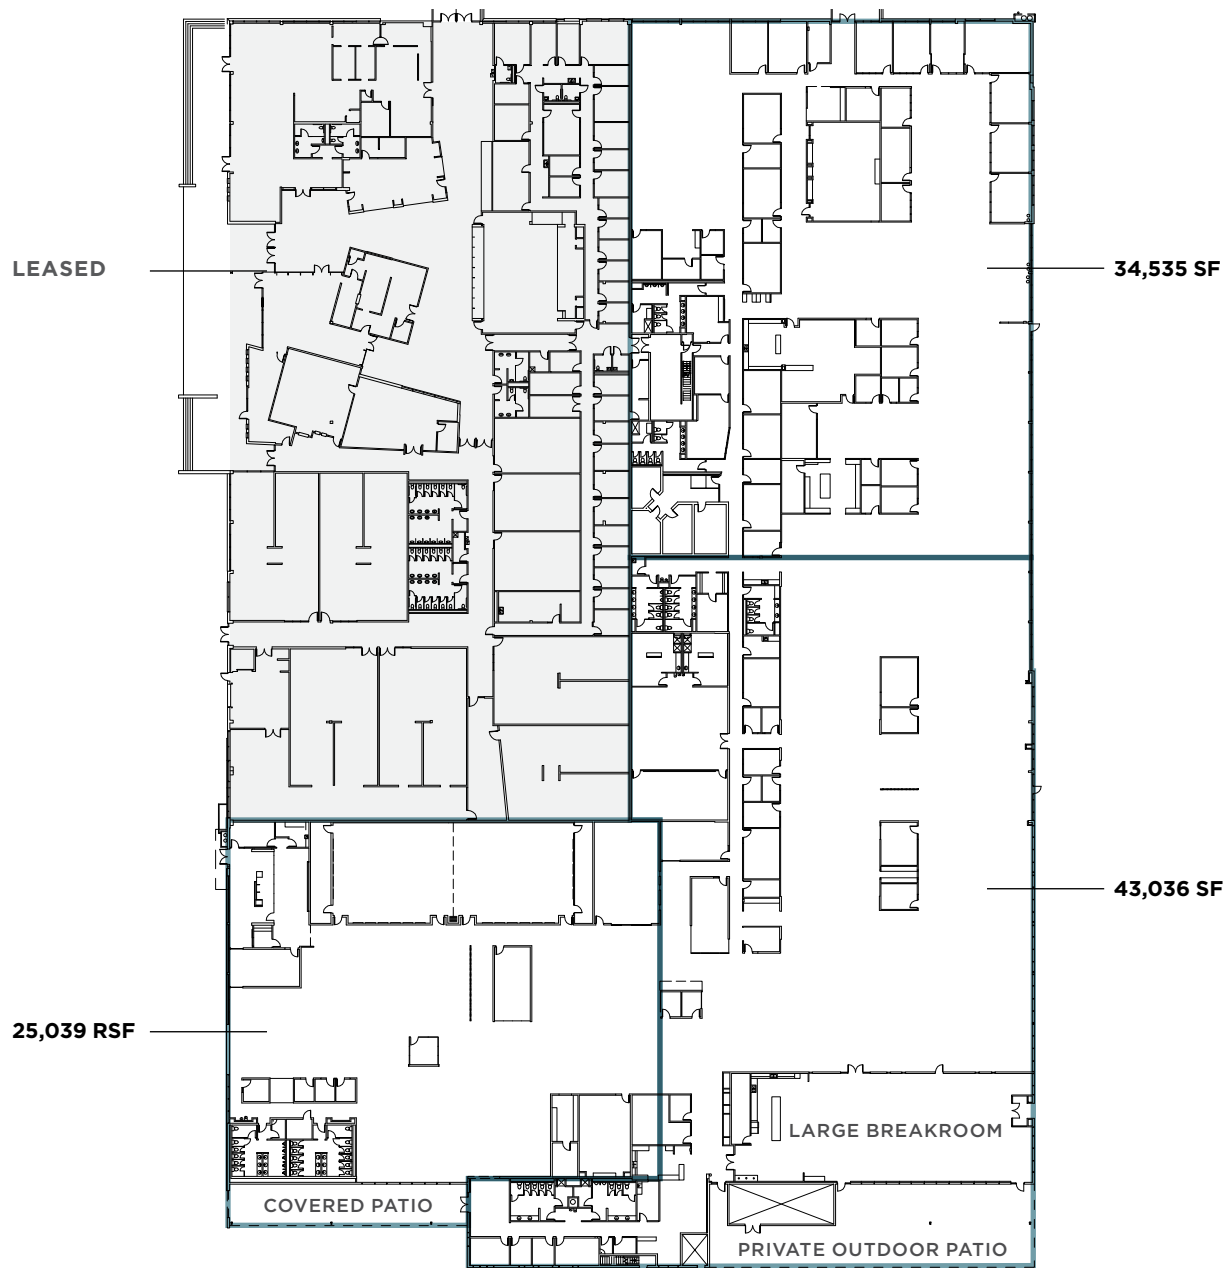 LEASED
34,535 SF
43,036 SF
25,039 RSF
LARGE BREAKROOM
COVERED PATIO
PRIVATE OUTDOOR PATIO